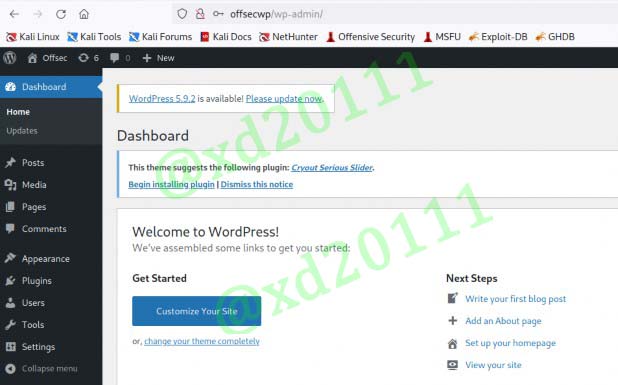 offsecwp/wp-admin/
Kali Linux Kali Tools Kali Forums Kali Docs NetHunter Offensive Security MSFU Exploit-DB GHDB
Offsec 6 0 + New
Dashboard
Home
Updates
Posts
Media
Pages
Comments
Appearance
Plugins
Users
Tools
Settings
Collapse menu
WordPress 5.9.2 is available! Please update now.
Dashboard
This theme suggests the following plugin: Cryout Serious Slider.
Begin installing plugin | Dismiss this notice
Welcome to WordPress!
We've assembled some links to get you started:
Get Started
Customize Your Site
or, change your theme completely
Next Steps
Write your first blog post
Add an About page
Set up your homepage
View your site
@xd20111
@xd20111